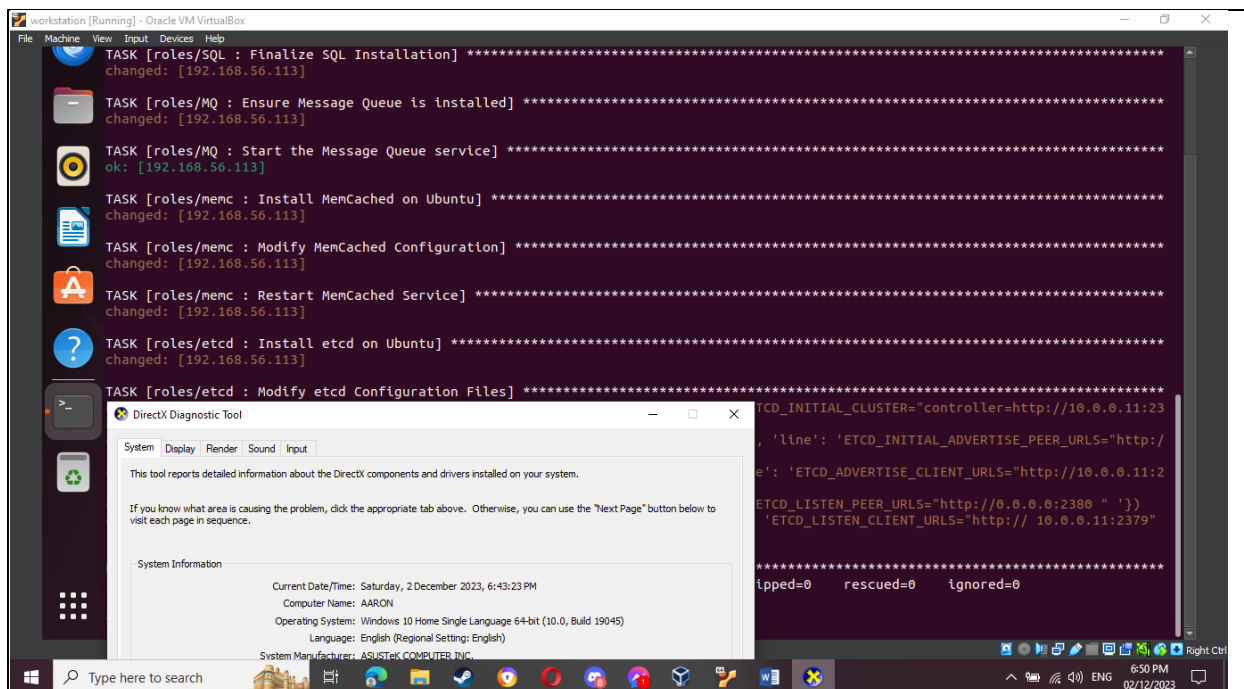 workstation [Running] - Oracle VM VirtualBox
File Machine View Input Devices Help
TASK [roles/SQL : Finalize SQL Installation] ***************************************************************************************
changed: [192.168.56.113]
TASK [roles/MQ : Ensure Message Queue is installed] ********************************************************************************
changed: [192.168.56.113]
TASK [roles/MQ : Start the Message Queue service] **********************************************************************************
ok: [192.168.56.113]
TASK [roles/memc : Install MemCached on Ubuntu] ************************************************************************************
changed: [192.168.56.113]
TASK [roles/memc : Modify MemCached Configuration] *********************************************************************************
changed: [192.168.56.113]
TASK [roles/memc : Restart MemCached Service] **************************************************************************************
changed: [192.168.56.113]
TASK [roles/etcd : Install etcd on Ubuntu] *****************************************************************************************
changed: [192.168.56.113]
TASK [roles/etcd : Modify etcd Configuration Files] ********************************************************************************
TCD_INITIAL_CLUSTER="controller=http://10.0.0.11:23
, 'line': 'ETCD_INITIAL_ADVERTISE_PEER_URLS="http:/
e': 'ETCD_ADVERTISE_CLIENT_URLS="http://10.0.0.11:2
ETCD_LISTEN_PEER_URLS="http://0.0.0.0:2380 " '})
'ETCD_LISTEN_CLIENT_URLS="http:// 10.0.0.11:2379"
***************************************************
ipped=0 rescued=0 ignored=0
DirectX Diagnostic Tool
System Display Render Sound Input
This tool reports detailed information about the DirectX components and drivers installed on your system.
If you know what area is causing the problem, click the appropriate tab above. Otherwise, you can use the "Next Page" button below to
visit each page in sequence.
System Information
Current Date/Time: Saturday, 2 December 2023, 6:43:23 PM
Computer Name: AARON
Operating System: Windows 10 Home Single Language 64-bit (10.0, Build 19045)
Language: English (Regional Setting: English)
System Manufacturer: ASUSTeK COMPUTER INC.
Right Ctrl
Type here to search
ENG
6:50 PM
02/12/2023